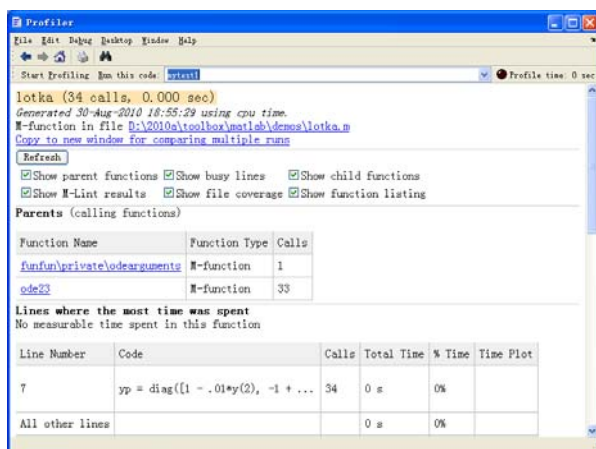 Profiler
File Edit Debug Desktop Window Help
Start Profiling Run this code: mytest1 Profile time: 0 sec
lotka (34 calls, 0.000 sec)
Generated 30-Aug-2010 18:55:29 using cpu time.
M-function in file D:\2010a\toolbox\matlab\demos\lotka.m
Copy to new window for comparing multiple runs
Refresh
Show parent functions Show busy lines Show child functions
Show M-Lint results Show file coverage Show function listing
Parents (calling functions)
Function Name Function Type Calls
funfun\private\odearguments M-function 1
ode23 M-function 33
Lines where the most time was spent
No measurable time spent in this function
Line Number Code Calls Total Time % Time Time Plot
7 yp = diag([1 - .01*y(2), -1 + ... 34 0 s 0%
All other lines 0 s 0%